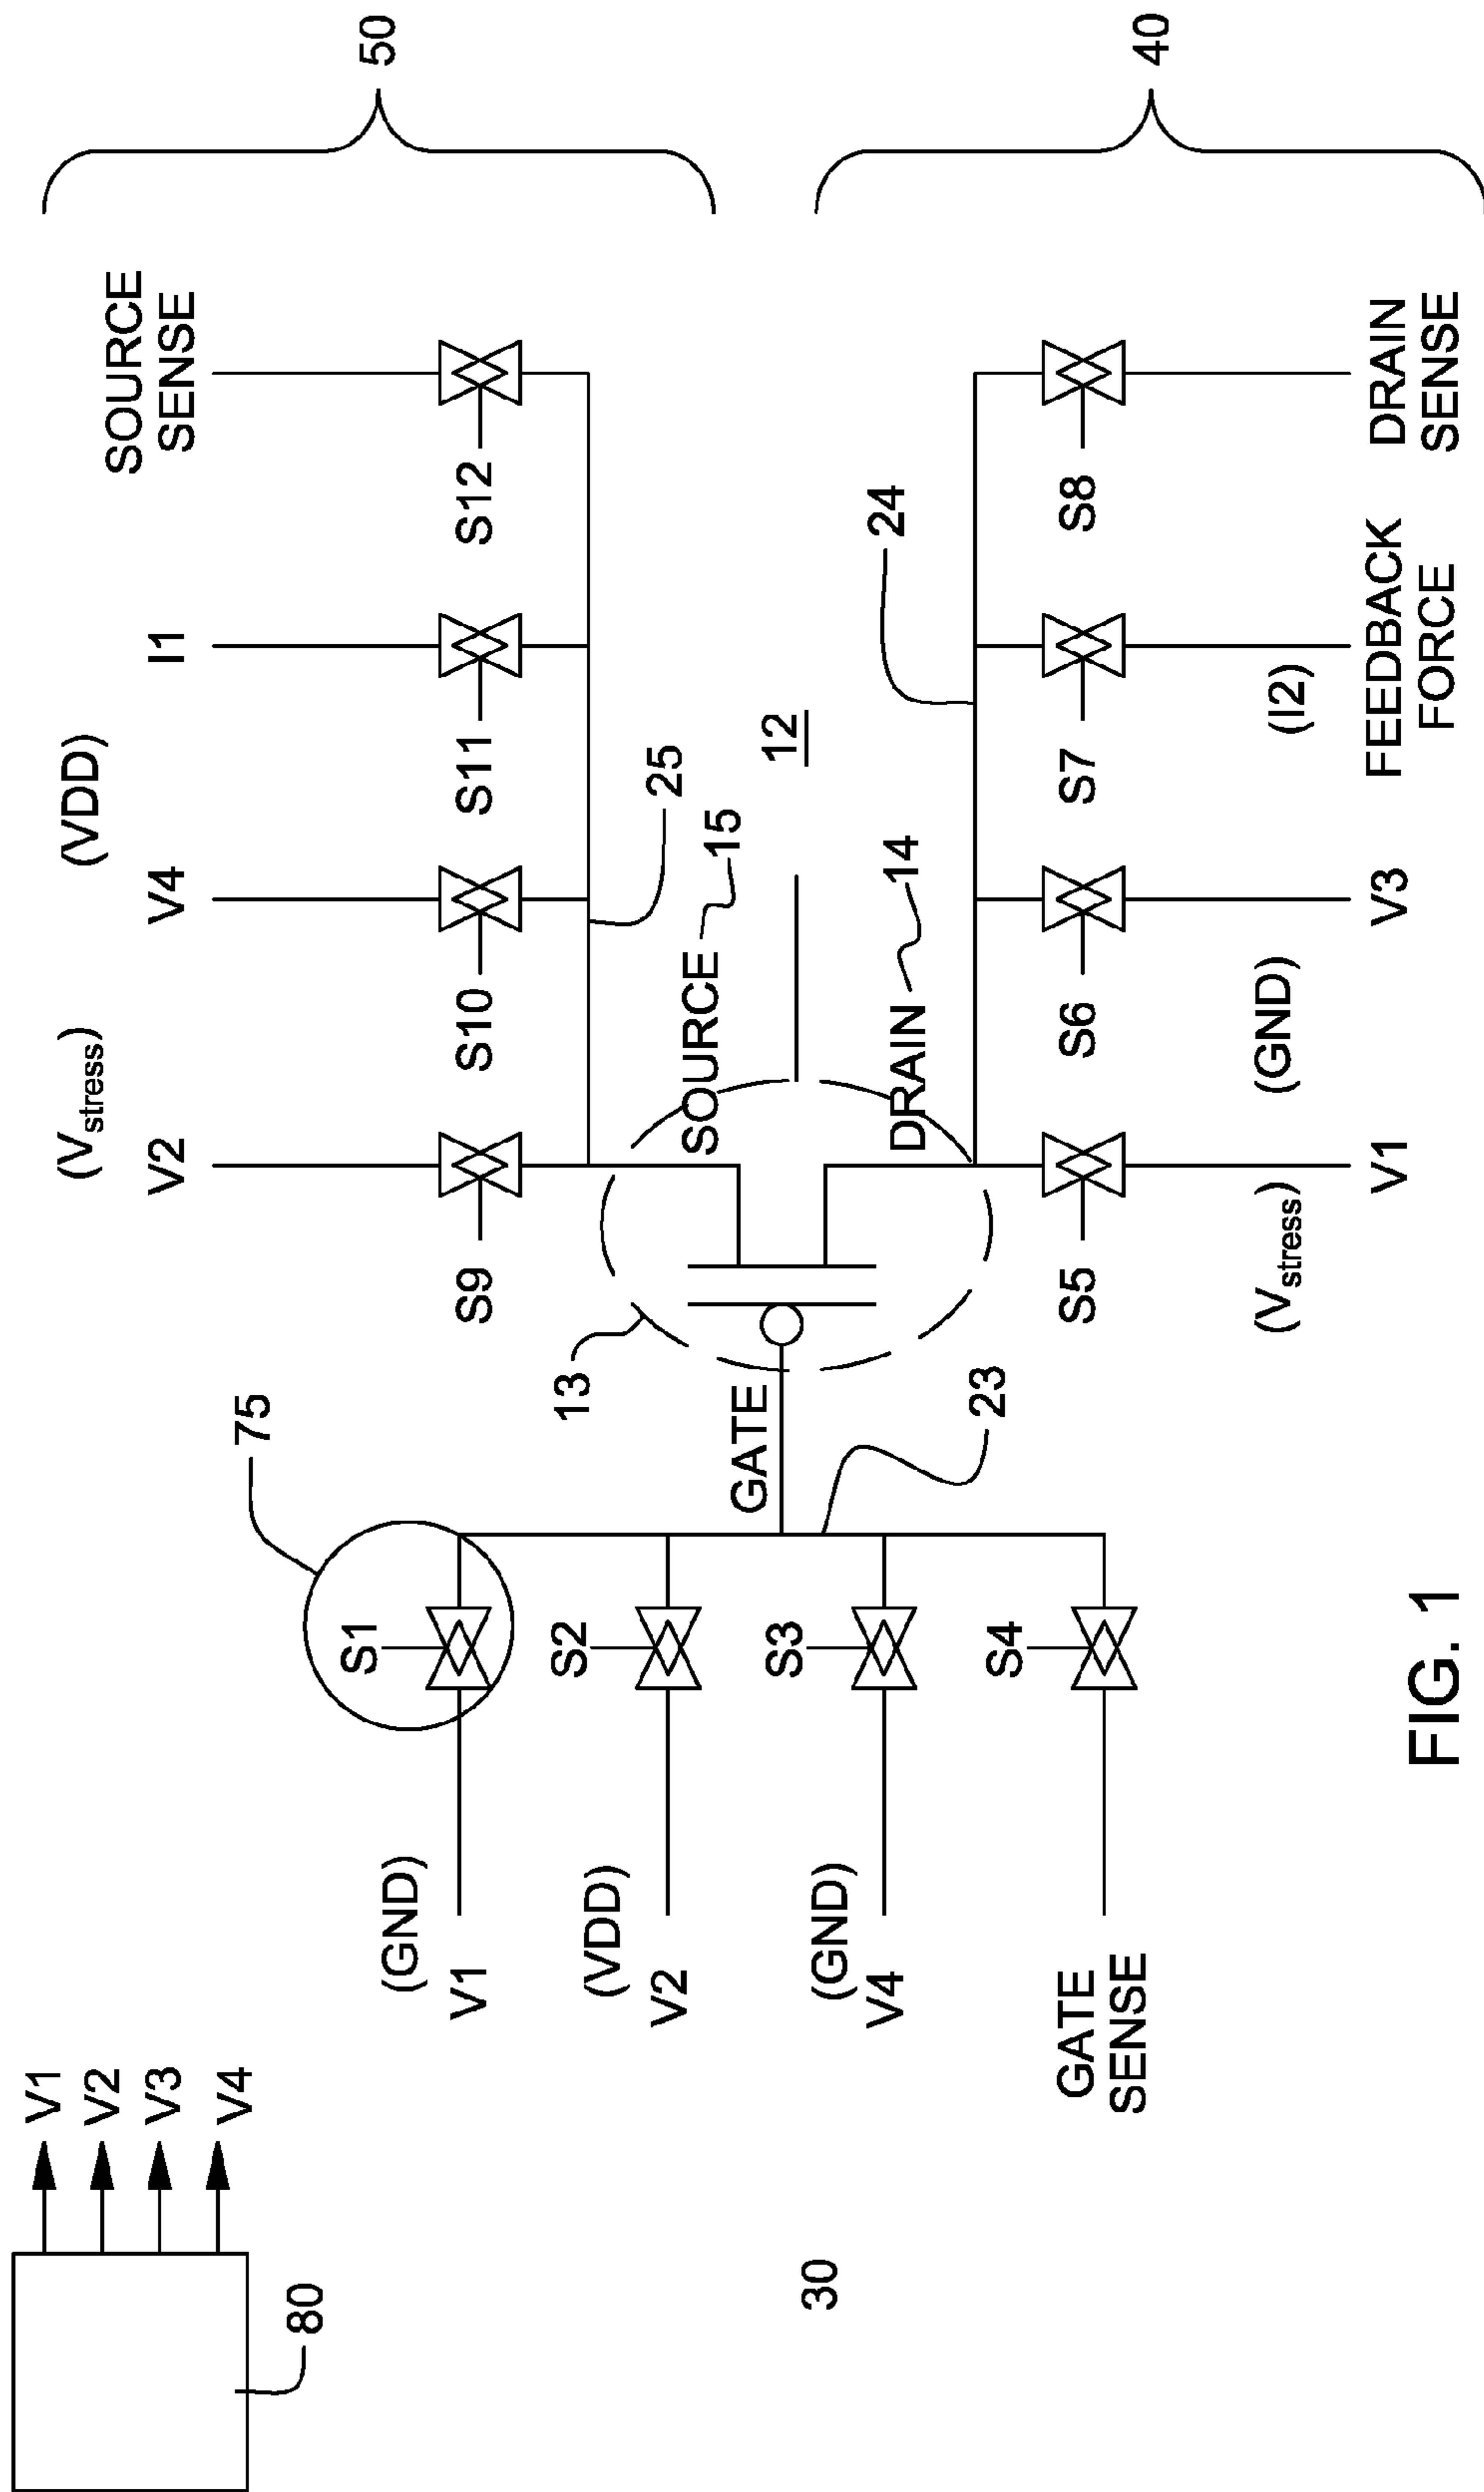 V1
V2
V3
V4
80
30
(GND)
V1
S1
75
(VDD)
V2
S2
(GND)
V4
S3
GATE
SENSE
S4
23
GATE
13
12
SOURCE
15
DRAIN
14
(Vstress)
V2
S9
V4
(VDD)
S10
I1
S11
SOURCE
SENSE
S12
25
50
24
S5
(Vstress)
V1
S6
(GND)
V3
S7
(I2)
FEEDBACK
FORCE
S8
DRAIN
SENSE
40
FIG. 1